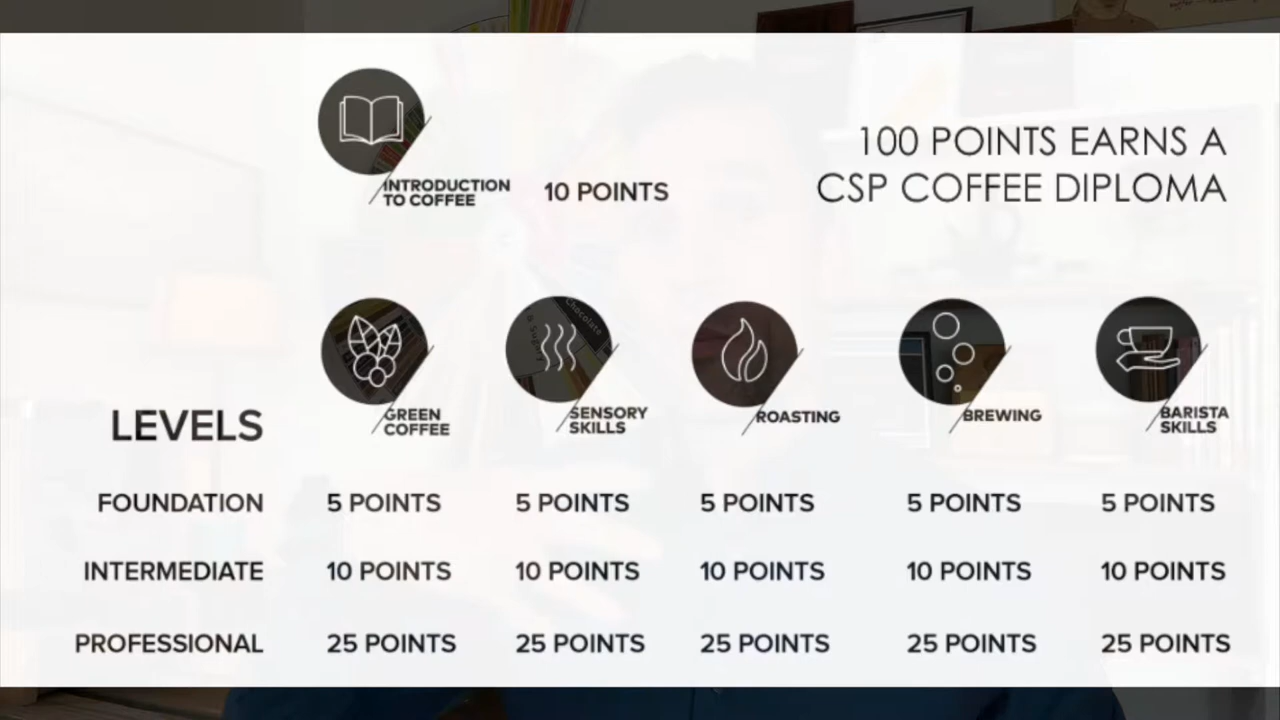 INTRODUCTION
TO COFFEE
10 POINTS
100 POINTS EARNS A
CSP COFFEE DIPLOMA
Chocolate
LEVELS
GREEN
COFFEE
SENSORY
SKILLS
ROASTING
BREWING
BARISTA
SKILLS
FOUNDATION 5 POINTS 5 POINTS 5 POINTS 5 POINTS 5 POINTS
INTERMEDIATE 10 POINTS 10 POINTS 10 POINTS 10 POINTS 10 POINTS
PROFESSIONAL 25 POINTS 25 POINTS 25 POINTS 25 POINTS 25 POINTS